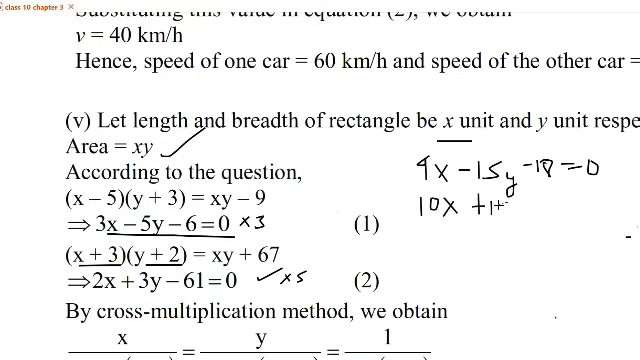 class 10 chapter 3
Substituting this value in equation (2), we obtain
v = 40 km/h
Hence, speed of one car = 60 km/h and speed of the other car =
(v) Let length and breadth of rectangle be x unit and y unit respe
Area = xy
According to the question,
(x − 5)(y + 3) = xy − 9
⇒ 3x − 5y − 6 = 0 ×3 (1)
(x + 3)(y + 2) = xy + 67
⇒ 2x + 3y − 61 = 0 ✓×5 (2)
By cross-multiplication method, we obtain
x y 1
= =
9x − 15y − 18 = 0
10x + 1